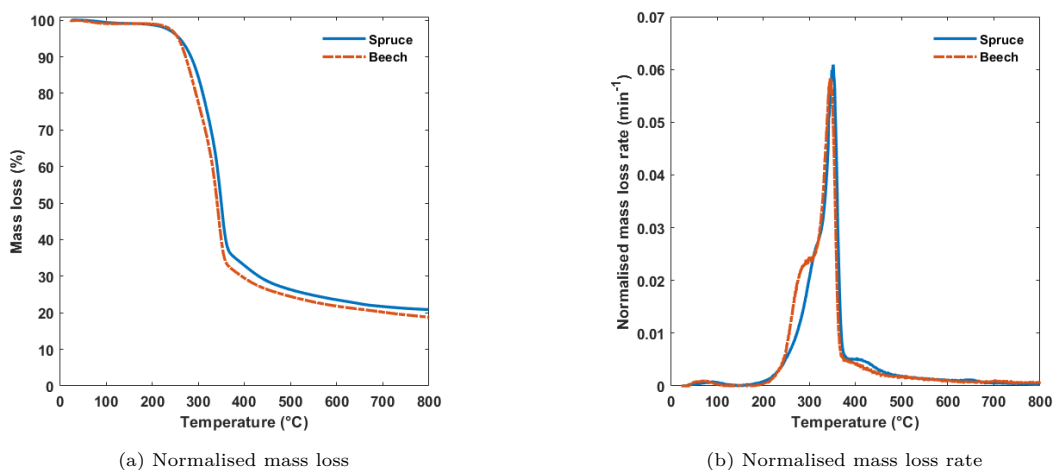 100
90
80
70
60
50
40
30
20
10
0
Mass loss (%)
Spruce
Beech
0 100 200 300 400 500 600 700 800
Temperature (°C)
(a) Normalised mass loss
0.07
0.06
0.05
0.04
0.03
0.02
0.01
0
Normalised mass loss rate (min⁻¹)
Spruce
Beech
0 100 200 300 400 500 600 700 800
Temperature (°C)
(b) Normalised mass loss rate